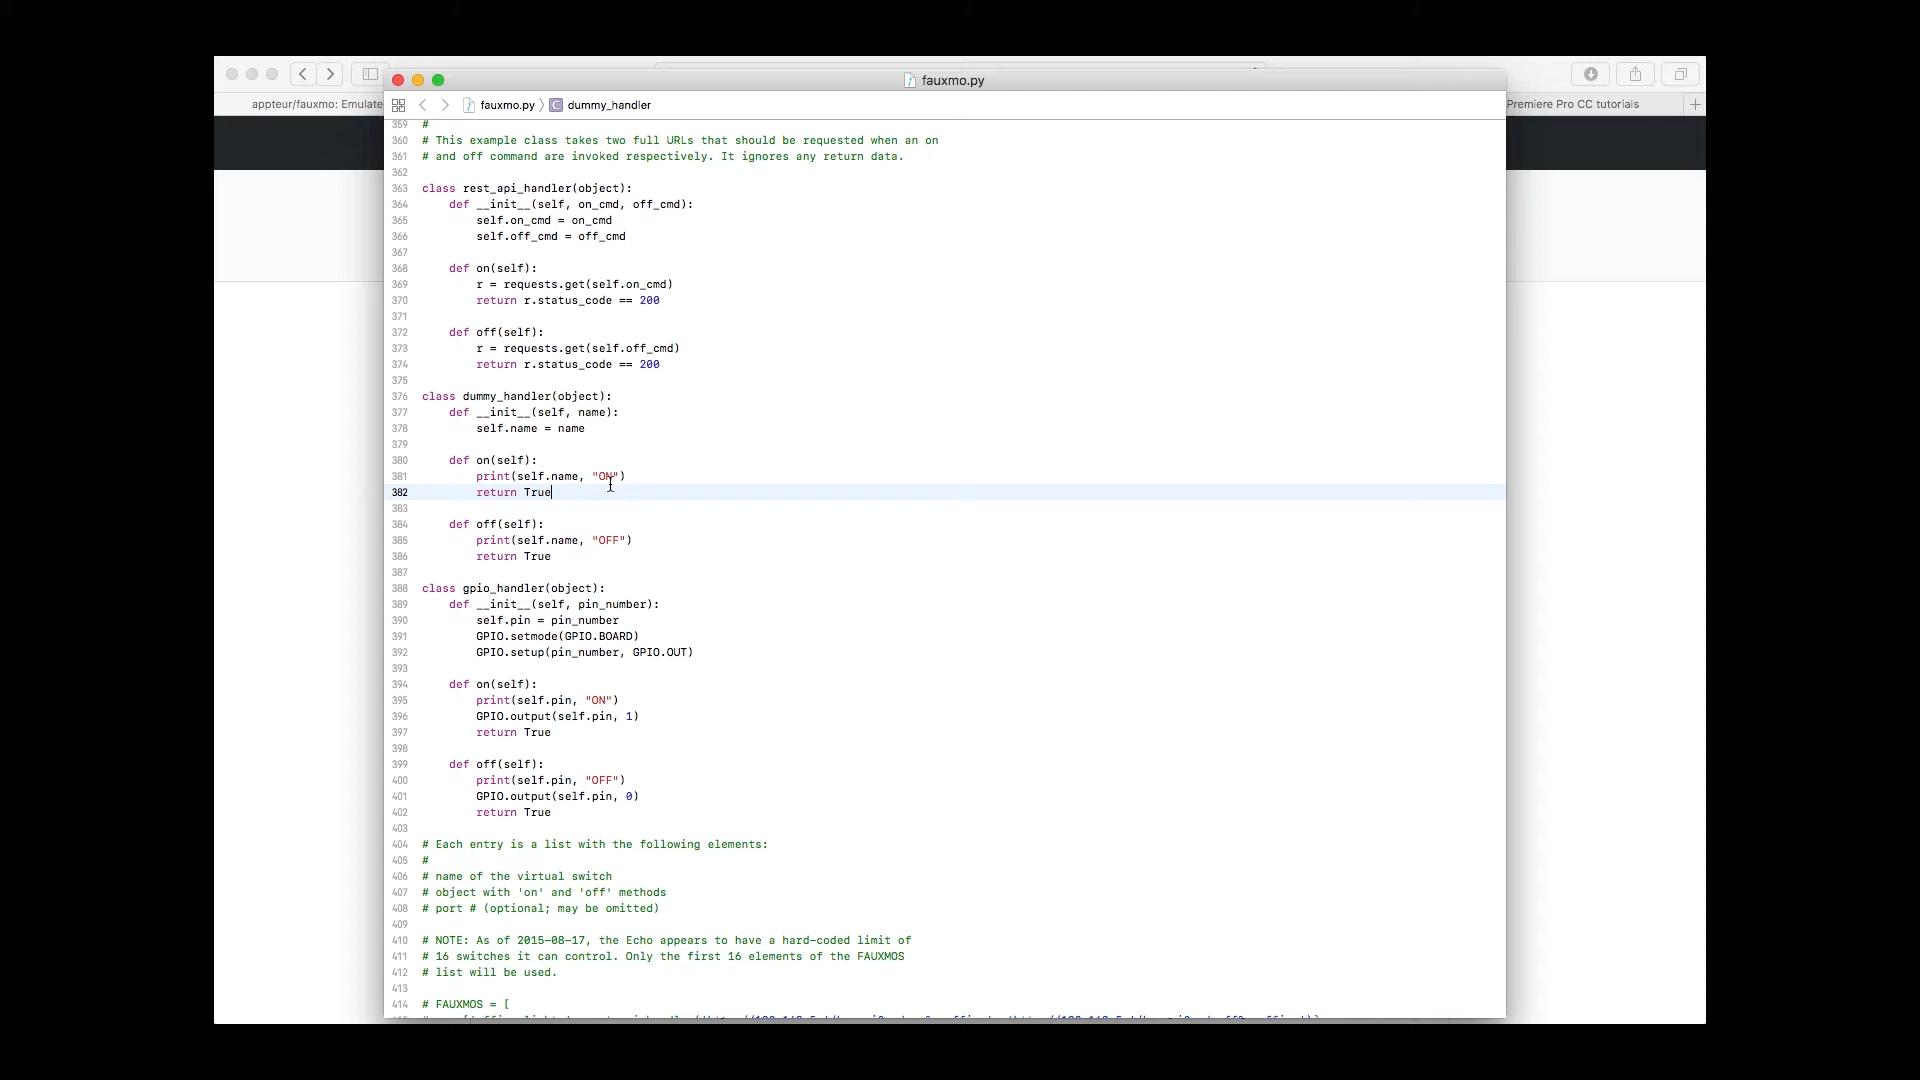 fauxmo.py
appteur/fauxmo: Emulate
Premiere Pro CC tutorials
fauxmo.py
dummy_handler
359 #
360 # This example class takes two full URLs that should be requested when an on
361 # and off command are invoked respectively. It ignores any return data.
362
363 class rest_api_handler(object):
364     def __init__(self, on_cmd, off_cmd):
365         self.on_cmd = on_cmd
366         self.off_cmd = off_cmd
367
368     def on(self):
369         r = requests.get(self.on_cmd)
370         return r.status_code == 200
371
372     def off(self):
373         r = requests.get(self.off_cmd)
374         return r.status_code == 200
375
376 class dummy_handler(object):
377     def __init__(self, name):
378         self.name = name
379
380     def on(self):
381         print(self.name, "ON")
382         return True
383
384     def off(self):
385         print(self.name, "OFF")
386         return True
387
388 class gpio_handler(object):
389     def __init__(self, pin_number):
390         self.pin = pin_number
391         GPIO.setmode(GPIO.BOARD)
392         GPIO.setup(pin_number, GPIO.OUT)
393
394     def on(self):
395         print(self.pin, "ON")
396         GPIO.output(self.pin, 1)
397         return True
398
399     def off(self):
400         print(self.pin, "OFF")
401         GPIO.output(self.pin, 0)
402         return True
403
404 # Each entry is a list with the following elements:
405 #
406 # name of the virtual switch
407 # object with 'on' and 'off' methods
408 # port # (optional; may be omitted)
409
410 # NOTE: As of 2015-08-17, the Echo appears to have a hard-coded limit of
411 # 16 switches it can control. Only the first 16 elements of the FAUXMOS
412 # list will be used.
413
414 # FAUXMOS = [